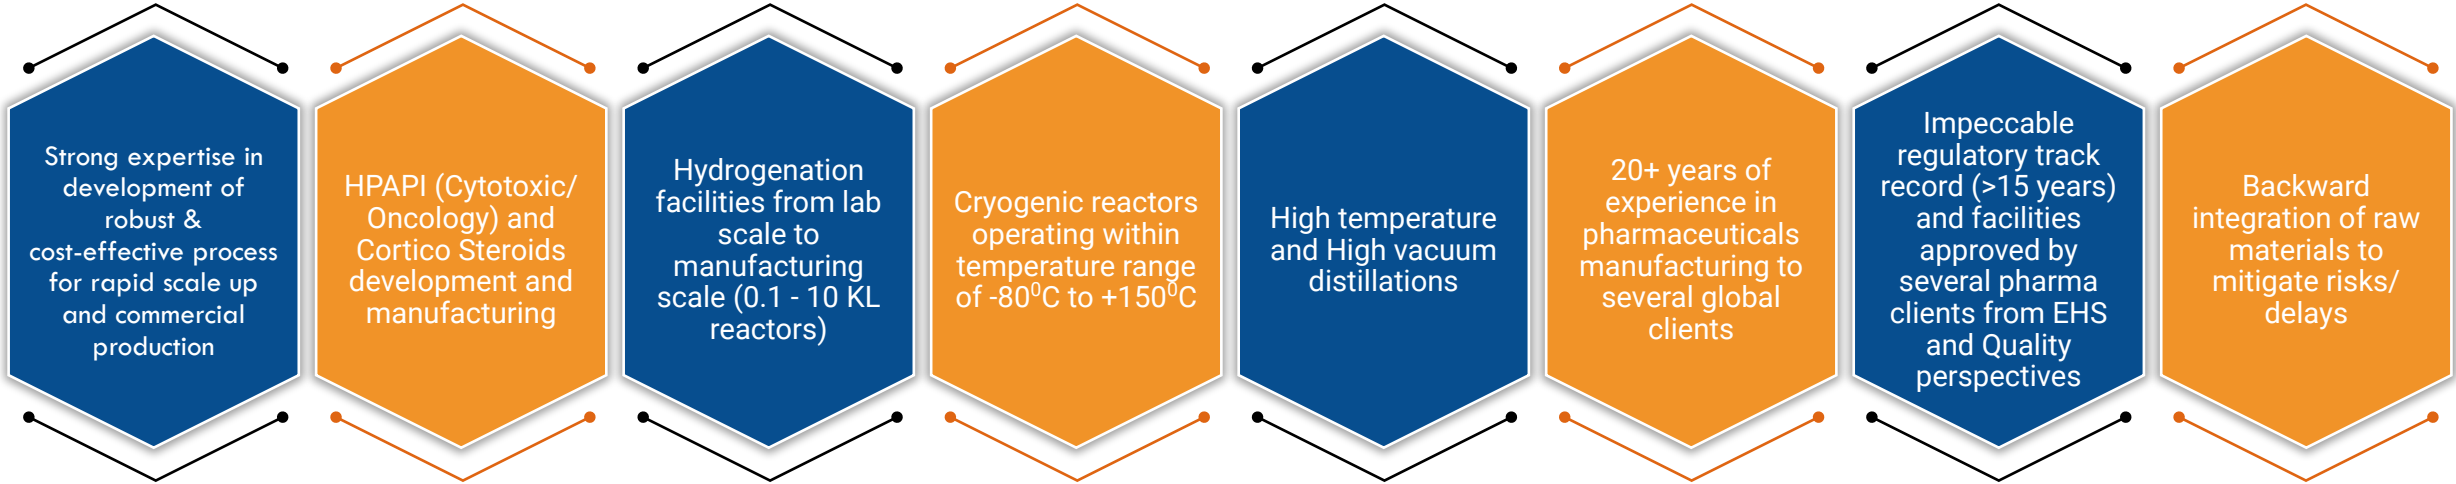 Strong expertise in
development of
robust &
cost-effective process
for rapid scale up
and commercial
production
HPAPI (Cytotoxic/
Oncology) and
Cortico Steroids
development and
manufacturing
Hydrogenation
facilities from lab
scale to
manufacturing
scale (0.1 - 10 KL
reactors)
Cryogenic reactors
operating within
temperature range
of -80⁰C to +150⁰C
High temperature
and High vacuum
distillations
20+ years of
experience in
pharmaceuticals
manufacturing to
several global
clients
Impeccable
regulatory track
record (>15 years)
and facilities
approved by
several pharma
clients from EHS
and Quality
perspectives
Backward
integration of raw
materials to
mitigate risks/
delays